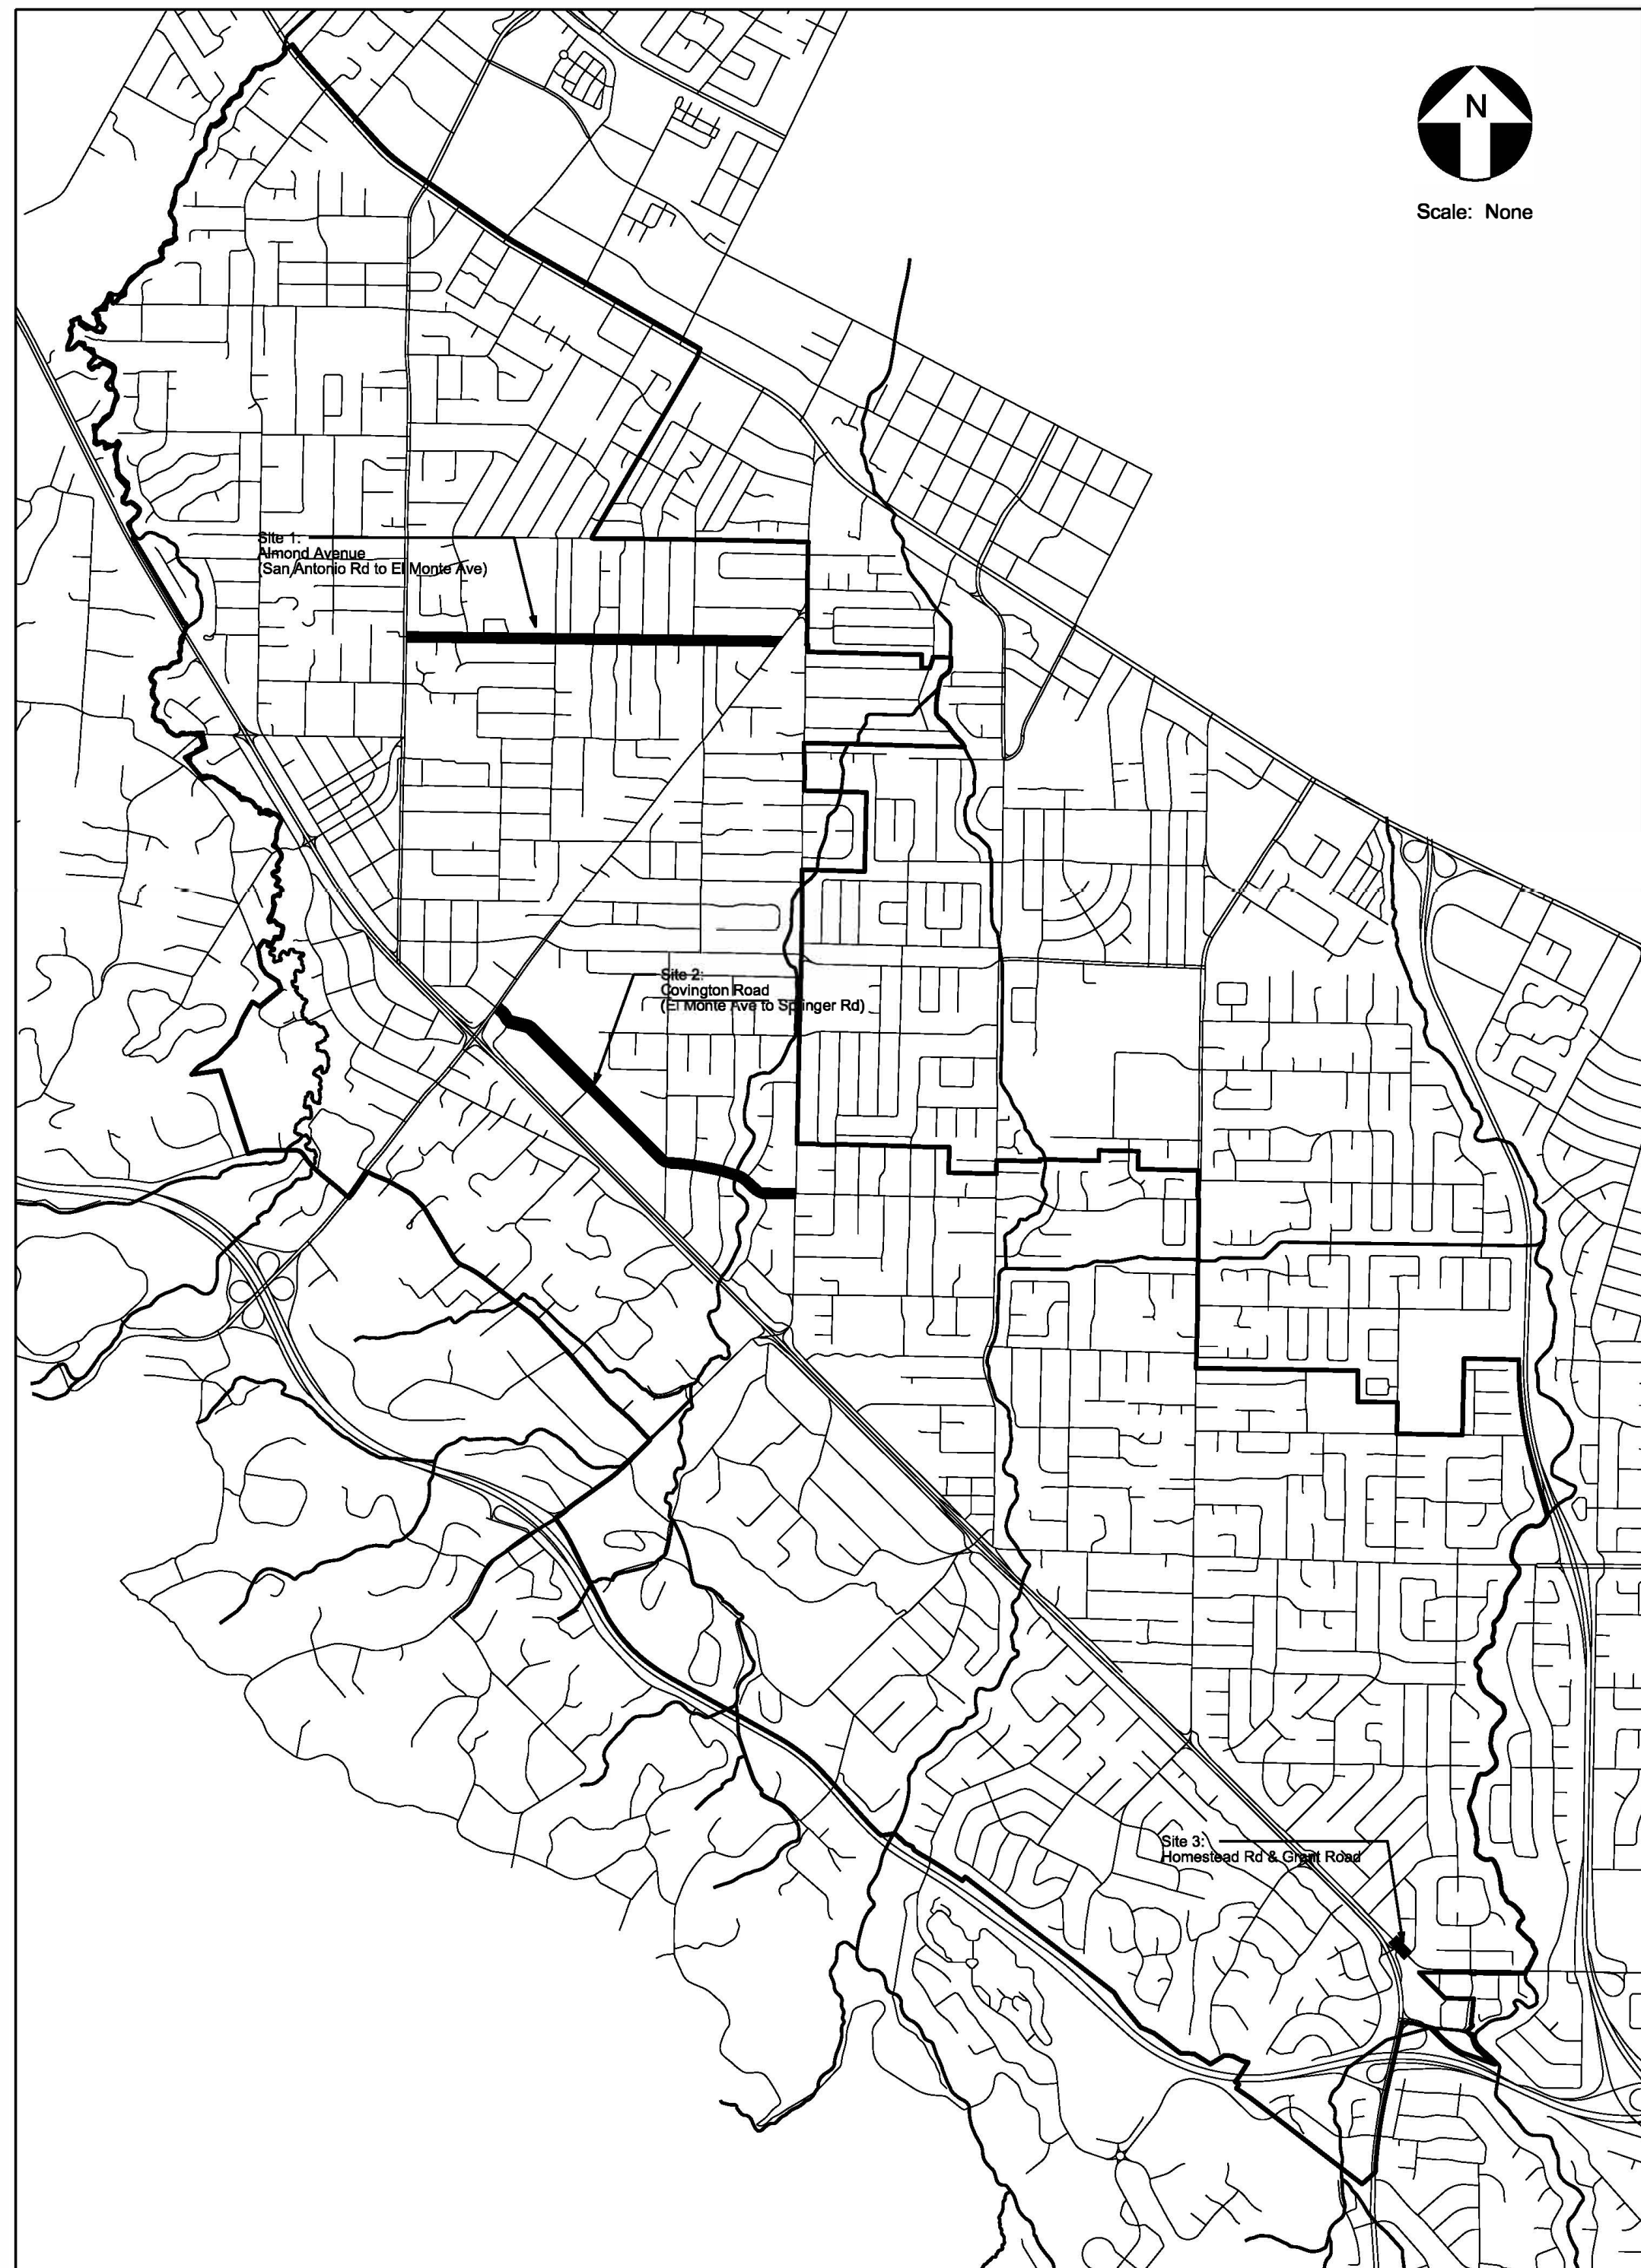 N
Scale: None
Site 1:
Almond Avenue
(San Antonio Rd to El Monte Ave)
Site 2:
Covington Road
(El Monte Ave to Springer Rd)
Site 3:
Homestead Rd & Grant Road